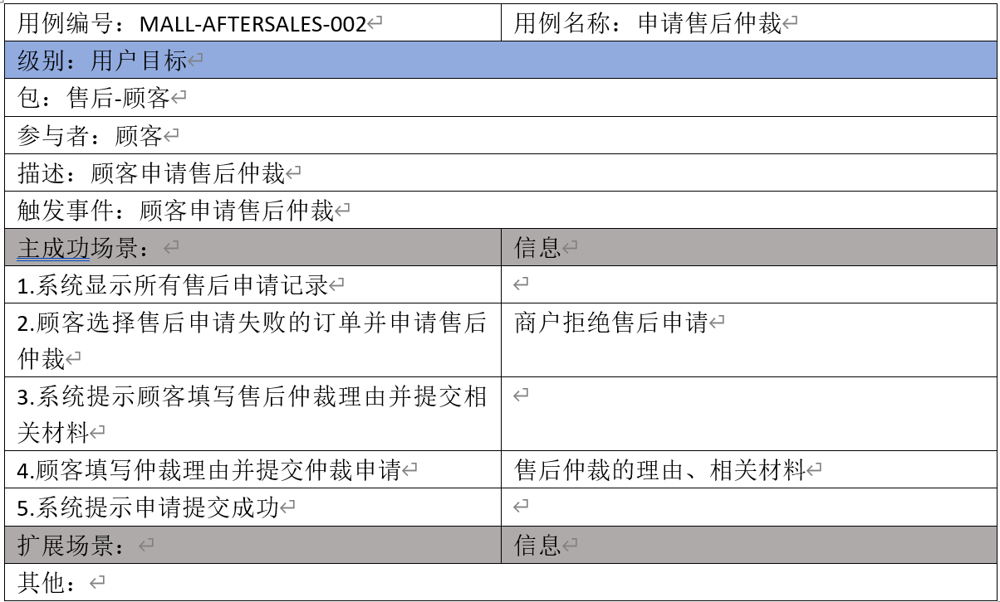 用例编号：MALL-AFTERSALES-002
用例名称：申请售后仲裁
级别：用户目标
包：售后-顾客
参与者：顾客
描述：顾客申请售后仲裁
触发事件：顾客申请售后仲裁
主成功场景：
信息
1.系统显示所有售后申请记录
2.顾客选择售后申请失败的订单并申请售后
仲裁
商户拒绝售后申请
3.系统提示顾客填写售后仲裁理由并提交相
关材料
4.顾客填写仲裁理由并提交仲裁申请
售后仲裁的理由、相关材料
5.系统提示申请提交成功
扩展场景：
信息
其他：